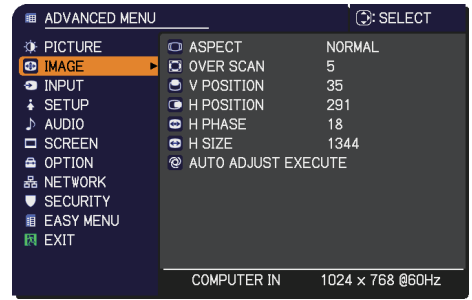 ADVANCED MENU : SELECT
PICTURE
IMAGE
INPUT
SETUP
AUDIO
SCREEN
OPTION
NETWORK
SECURITY
EASY MENU
EXIT
ASPECT NORMAL
OVER SCAN 5
V POSITION 35
H POSITION 291
H PHASE 18
H SIZE 1344
AUTO ADJUST EXECUTE
COMPUTER IN 1024 x 768 @60Hz